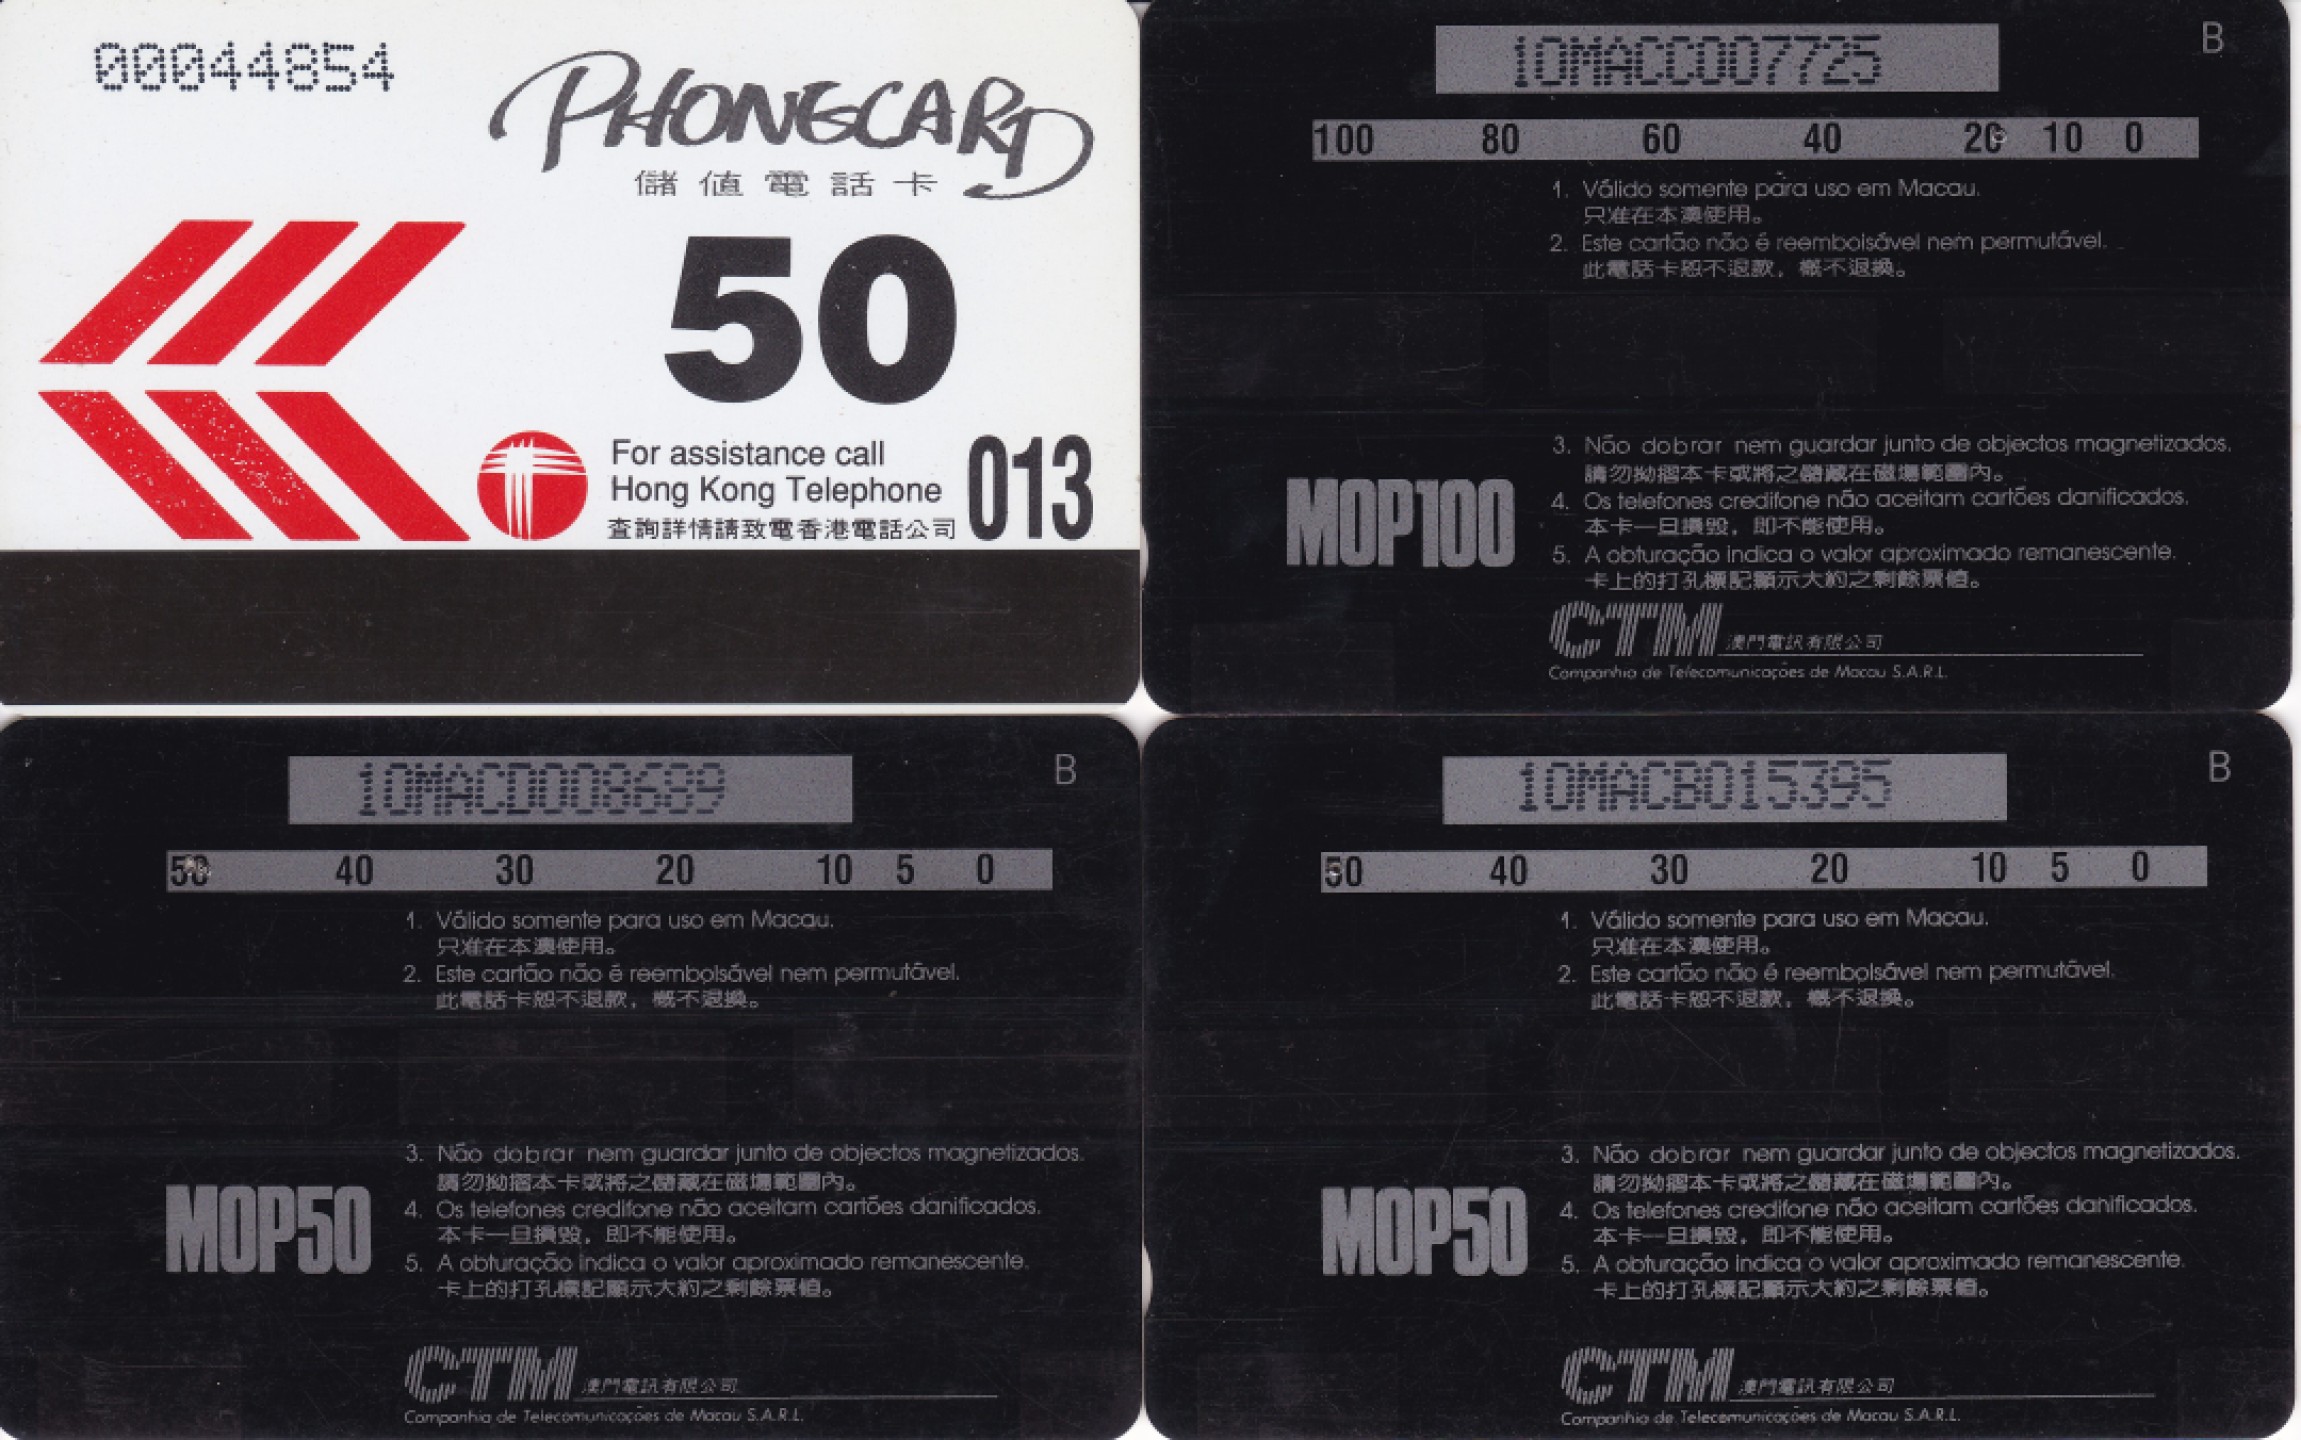 00044854
PHONECARD
儲值電話卡
50
For assistance call
Hong Kong Telephone 013
查詢詳情請致電香港電話公司
10MACC007725
B
100 80 60 40 20 10 0
1. Válido somente para uso em Macau.
只准在本澳使用。
2. Este cartão não é reembolsável nem permutável.
此電話卡恕不退款，概不退換。
3. Não dobrar nem guardar junto de objectos magnetizados.
請勿拗摺本卡或將之儲藏在磁場範圍內。
4. Os telefones credifone não aceitam cartões danificados.
本卡一旦損毀，即不能使用。
5. A obturação indica o valor aproximado remanescente.
卡上的打孔標記顯示大約之剩餘票值。
MOP100
CTM 澳門電訊有限公司
Companhia de Telecomunicações de Macau S.A.R.L.
10MACD008689
B
50 40 30 20 10 5 0
1. Válido somente para uso em Macau.
只准在本澳使用。
2. Este cartão não é reembolsável nem permutável.
此電話卡恕不退款，概不退換。
3. Não dobrar nem guardar junto de objectos magnetizados.
請勿拗摺本卡或將之儲藏在磁場範圍內。
4. Os telefones credifone não aceitam cartões danificados.
本卡一旦損毀，即不能使用。
5. A obturação indica o valor aproximado remanescente.
卡上的打孔標記顯示大約之剩餘票值。
MOP50
CTM 澳門電訊有限公司
Companhia de Telecomunicações de Macau S.A.R.L.
10MACB015395
B
50 40 30 20 10 5 0
1. Válido somente para uso em Macau.
只准在本澳使用。
2. Este cartão não é reembolsável nem permutável.
此電話卡恕不退款，概不退換。
3. Não dobrar nem guardar junto de objectos magnetizados.
請勿拗摺本卡或將之儲藏在磁場範圍內。
4. Os telefones credifone não aceitam cartões danificados.
本卡一旦損毀，即不能使用。
5. A obturação indica o valor aproximado remanescente.
卡上的打孔標記顯示大約之剩餘票值。
MOP50
CTM 澳門電訊有限公司
Companhia de Telecomunicações de Macau S.A.R.L.